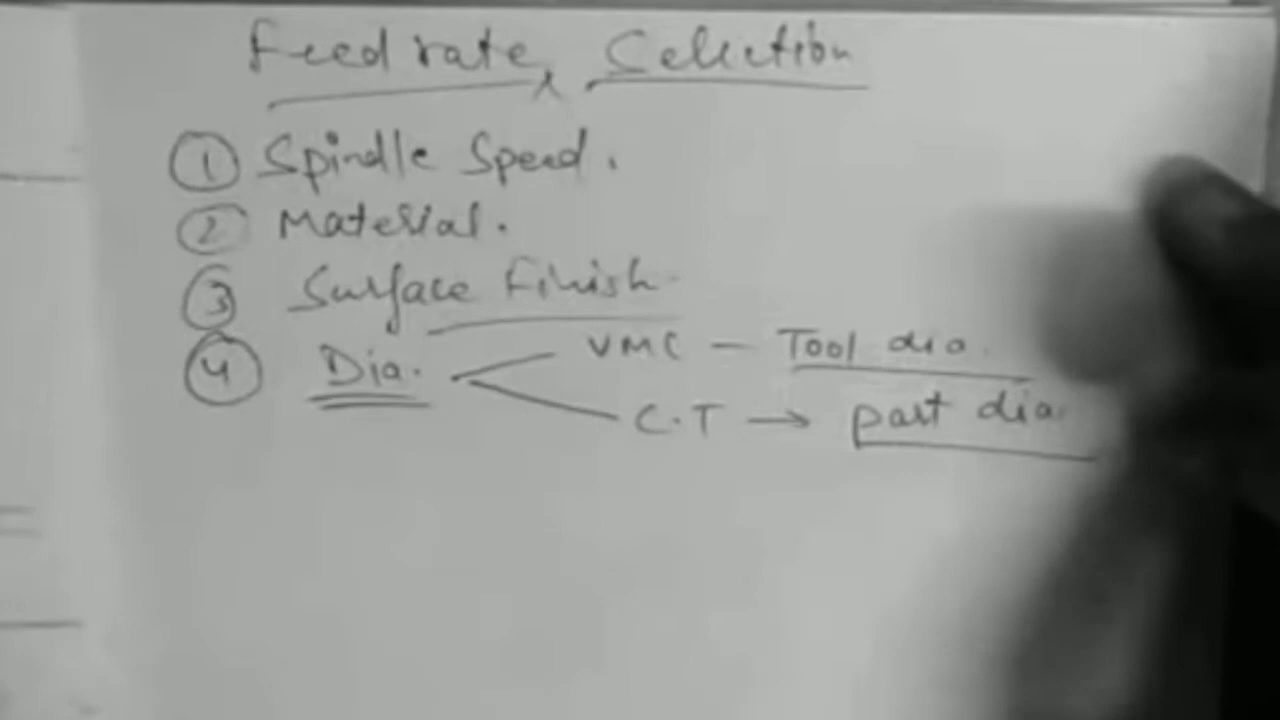 Feed rate, Selection
① Spindle Speed.
② Material.
③ Surface Finish
④ Dia. VMC - Tool dia.
C.T → part dia.